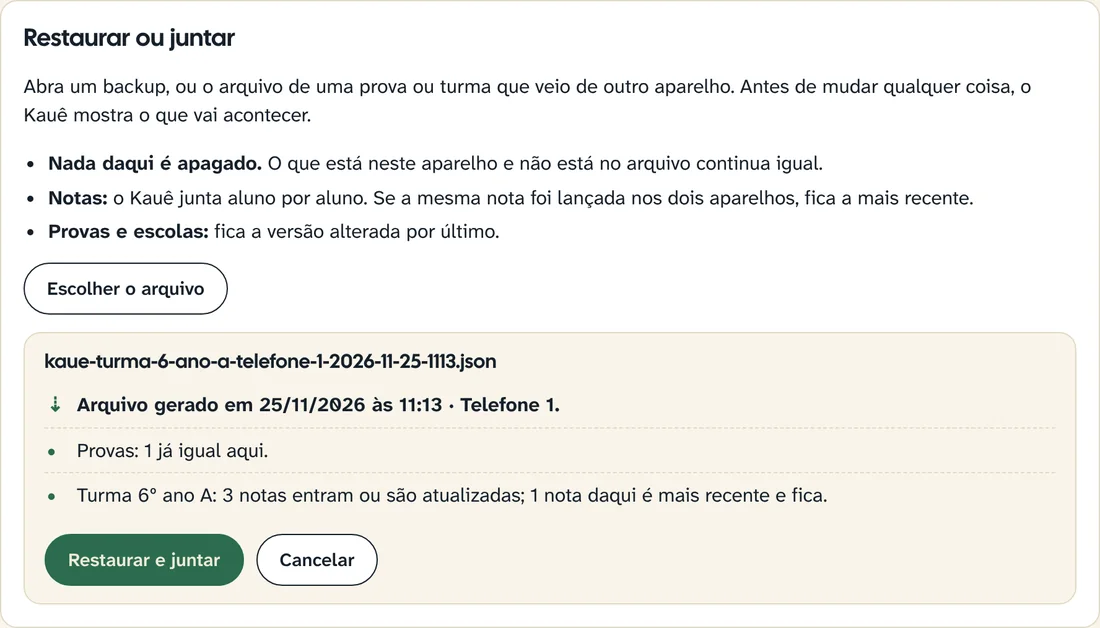 Restaurar ou juntar
Abra um backup, ou o arquivo de uma prova ou turma que veio de outro aparelho. Antes de mudar qualquer coisa, o
Kauê mostra o que vai acontecer.
• Nada daqui é apagado. O que está neste aparelho e não está no arquivo continua igual.
• Notas: o Kauê junta aluno por aluno. Se a mesma nota foi lançada nos dois aparelhos, fica a mais recente.
• Provas e escolas: fica a versão alterada por último.
Escolher o arquivo
kaue-turma-6-ano-a-telefone-1-2026-11-25-1113.json
↓ Arquivo gerado em 25/11/2026 às 11:13 · Telefone 1.
• Provas: 1 já igual aqui.
• Turma 6º ano A: 3 notas entram ou são atualizadas; 1 nota daqui é mais recente e fica.
Restaurar e juntar
Cancelar